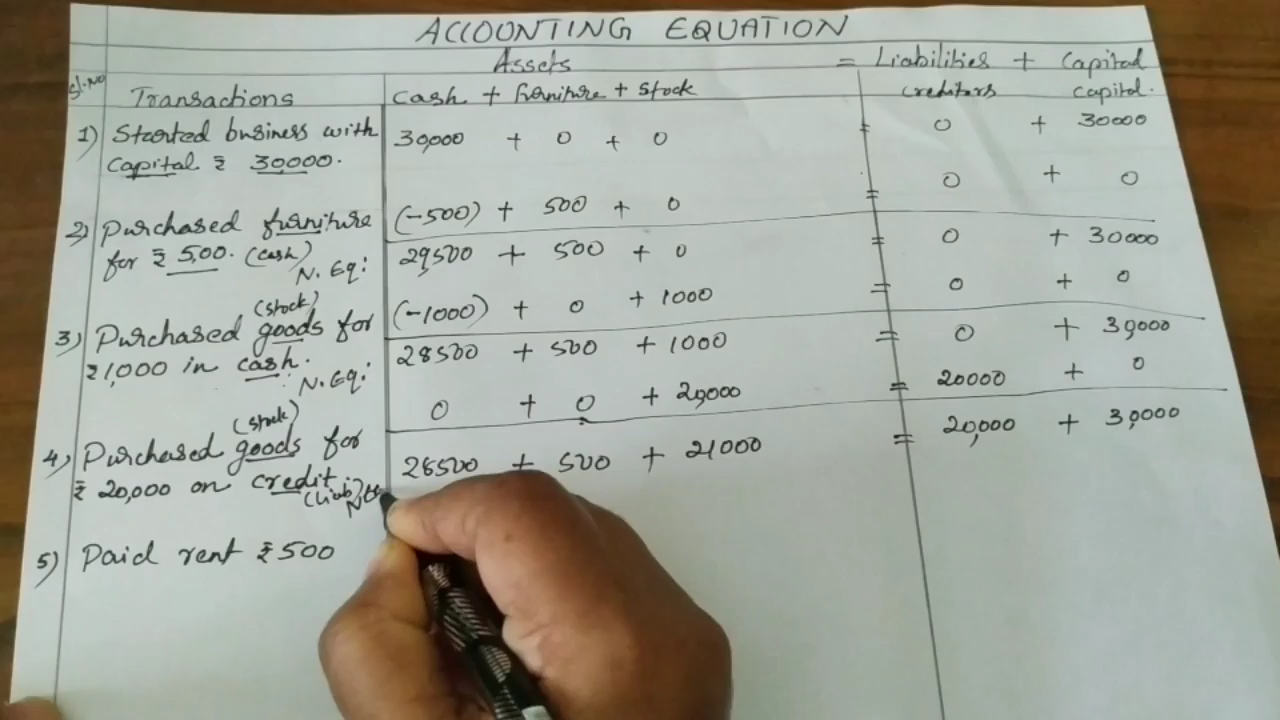 ACCOUNTING EQUATION
Assets = Liabilities + Capital
Sl.No Transactions Cash + Furniture + Stock creditors capital.
1) Started business with 30,000 + 0 + 0 = 0 + 30000
Capital ₹ 30,000.
2) Purchased furniture (-500) + 500 + 0 = 0 + 0
for ₹ 500. (cash)
N. Eq: 29500 + 500 + 0 = 0 + 30000
(stock)
3) Purchased goods for (-1000) + 0 + 1000 = 0 + 0
₹1,000 in cash.
N. Eq: 28500 + 500 + 1000 = 0 + 30,000
(stock)
4) Purchased goods for 0 + 0 + 20,000 = 20000 + 0
₹ 20,000 on credit 28500 + 500 + 21000 = 20,000 + 30,000
(Liab)
5) Paid rent ₹500